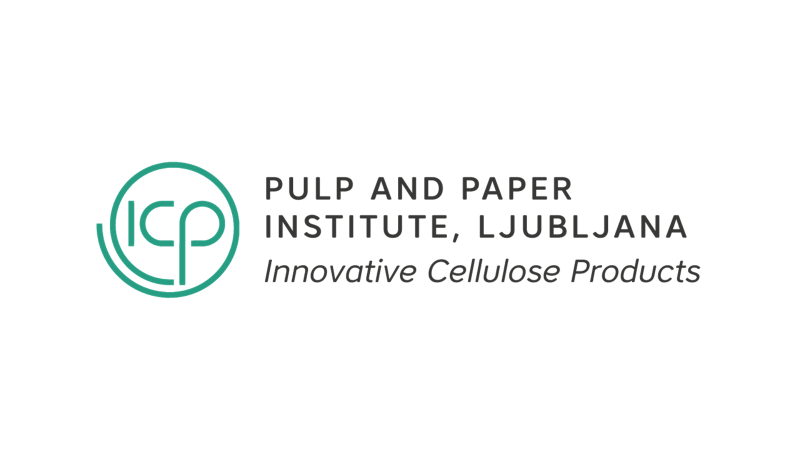 ICP
PULP AND PAPER
INSTITUTE, LJUBLJANA
Innovative Cellulose Products